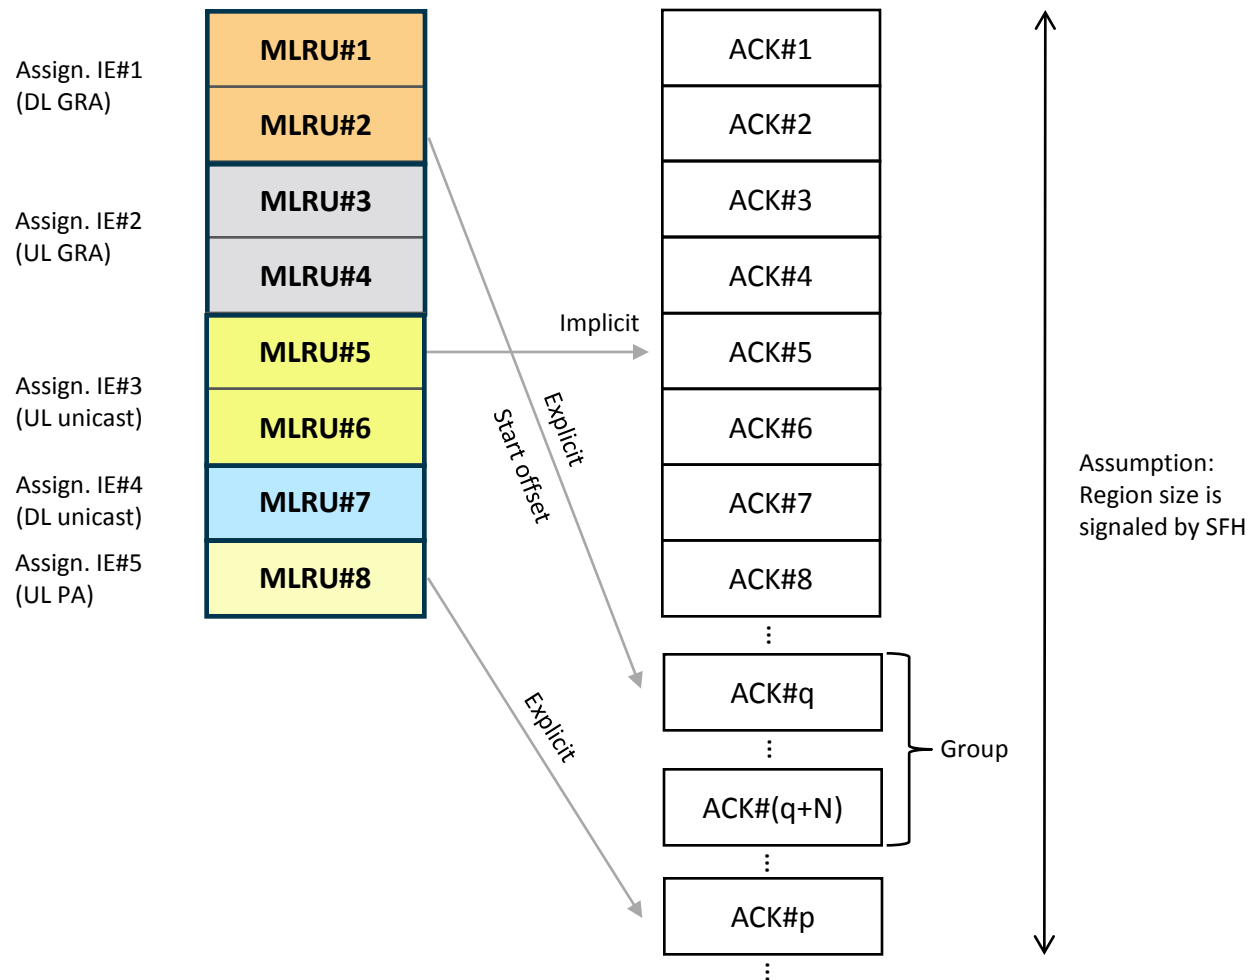 Assign. IE#1
(DL GRA)
Assign. IE#2
(UL GRA)
Assign. IE#3
(UL unicast)
Assign. IE#4
(DL unicast)
Assign. IE#5
(UL PA)
MLRU#1
MLRU#2
MLRU#3
MLRU#4
MLRU#5
MLRU#6
MLRU#7
MLRU#8
Implicit
Explicit
Start offset
Explicit
ACK#1
ACK#2
ACK#3
ACK#4
ACK#5
ACK#6
ACK#7
ACK#8
...
ACK#q
...
ACK#(q+N)
...
ACK#p
...
Group
Assumption:
Region size is
signaled by SFH